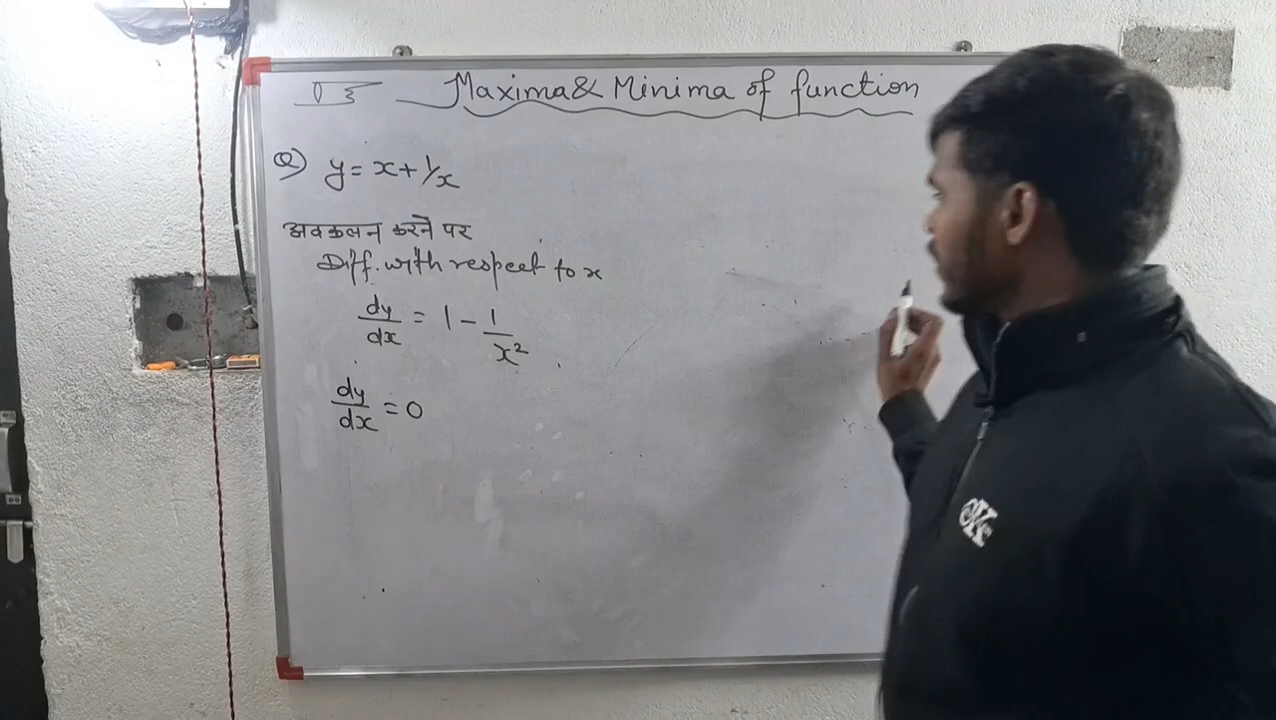 Maxima & Minima of function
Q) y = x + 1/x
अवकलन करने पर
Diff. with respect to x
dy/dx = 1 - 1/x²
dy/dx = 0